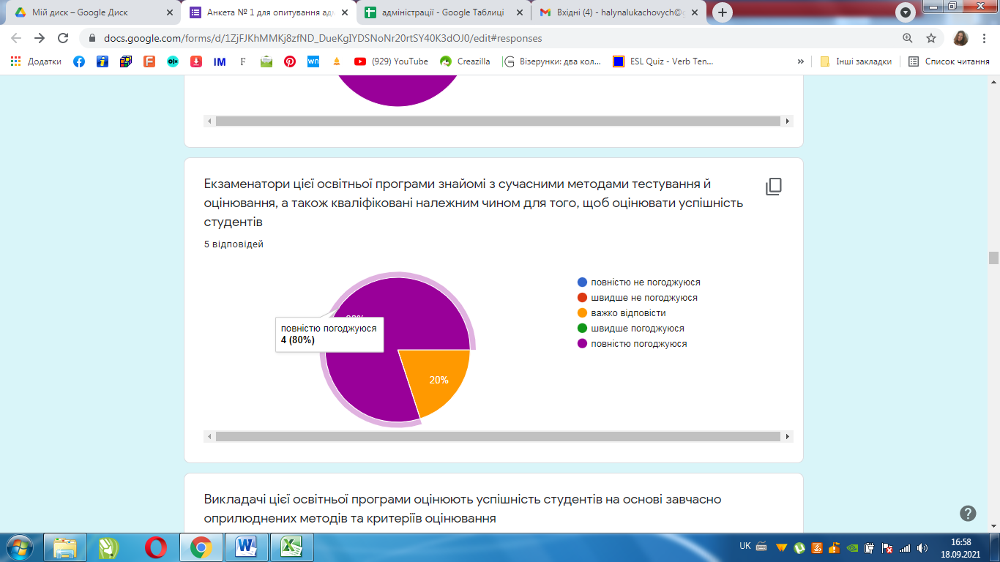 Мій диск – Google Диск
Анкета № 1 для опитування ад
адміністрації - Google Таблиці
Вхідні (4) - halynalukachovych@g
docs.google.com/forms/d/1ZjFJKhMMKj8zfND_DueKgIYDSNoNr20rtSY40K3dOJ0/edit#responses
Додатки
IM
F
wn
(929) YouTube
Creazilla
Візерунки: два кол...
ESL Quiz - Verb Ten...
»
Інші закладки
Список читання
Екзаменатори цієї освітньої програми знайомі з сучасними методами тестування й
оцінювання, а також кваліфіковані належним чином для того, щоб оцінювати успішність
студентів
5 відповідей
повністю не погоджуюся
швидше не погоджуюся
важко відповісти
швидше погоджуюся
повністю погоджуюся
повністю погоджуюся
4 (80%)
20%
Викладачі цієї освітньої програми оцінюють успішність студентів на основі завчасно
оприлюднених методів та критеріїв оцінювання
UK
16:58
18.09.2021